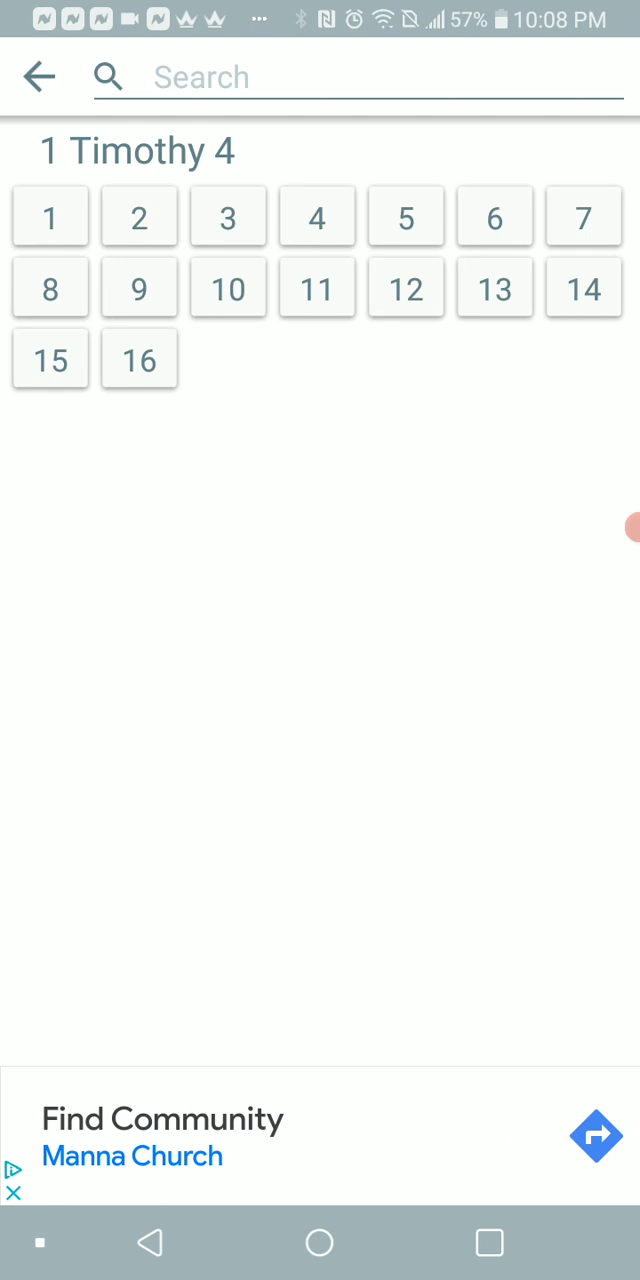 57% 10:08 PM
Search
1 Timothy 4
1 2 3 4 5 6 7
8 9 10 11 12 13 14
15 16
Find Community
Manna Church